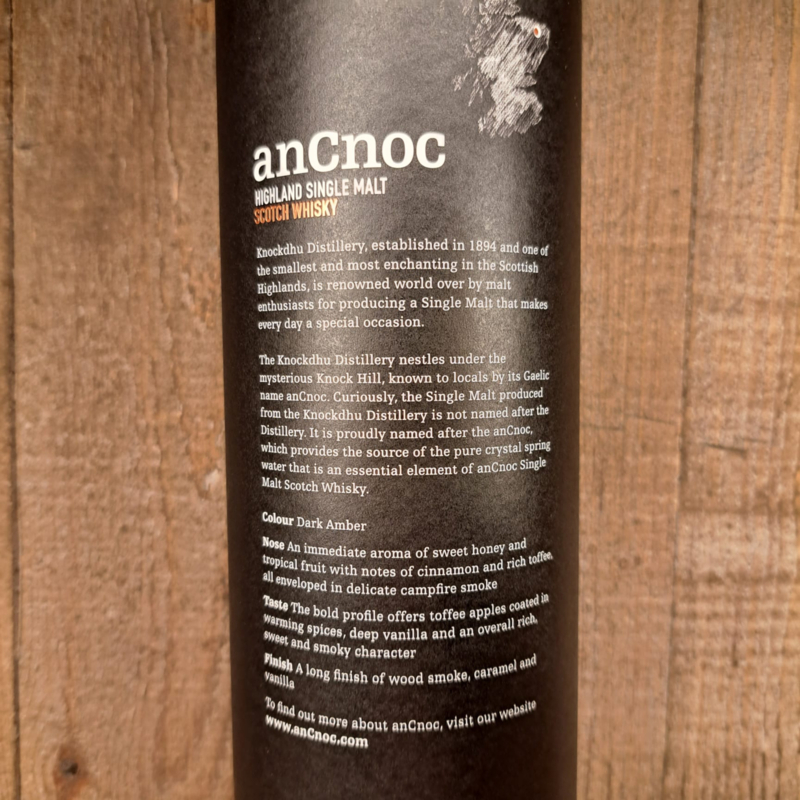 anCnoc
HIGHLAND SINGLE MALT
SCOTCH WHISKY
Knockdhu Distillery, established in 1894 and one of
the smallest and most enchanting in the Scottish
Highlands, is renowned world over by malt
enthusiasts for producing a Single Malt that makes
every day a special occasion.
The Knockdhu Distillery nestles under the
mysterious Knock Hill, known to locals by its Gaelic
name anCnoc. Curiously, the Single Malt produced
from the Knockdhu Distillery is not named after the
Distillery. It is proudly named after the anCnoc,
which provides the source of the pure crystal spring
water that is an essential element of anCnoc Single
Malt Scotch Whisky.
Colour Dark Amber
Nose An immediate aroma of sweet honey and
tropical fruit with notes of cinnamon and rich toffee,
all enveloped in delicate campfire smoke
Taste The bold profile offers toffee apples coated in
warming spices, deep vanilla and an overall rich,
sweet and smoky character
Finish A long finish of wood smoke, caramel and
vanilla
To find out more about anCnoc, visit our website
www.anCnoc.com